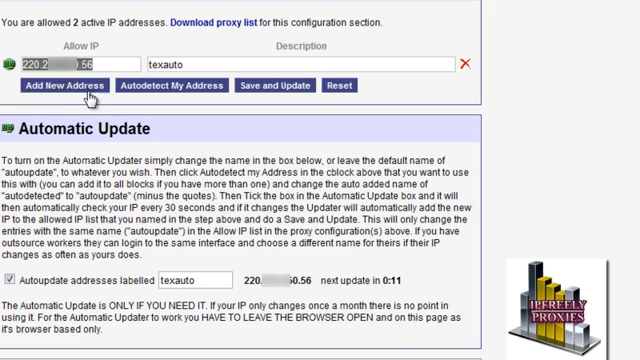 You are allowed 2 active IP addresses. Download proxy list for this configuration section.
Allow IP Description
220.2 .56 texauto
Add New Address Autodetect My Address Save and Update Reset
Automatic Update
To turn on the Automatic Updater simply change the name in the box below, or leave the default name of
"autoupdate", to whatever you wish. Then click Autodetect my Address in the cblock above that you want to use
this with (you can add it to all blocks if you have more than one) and change the auto added name of
"autodetected" to "autoupdate" (minus the quotes). Then Tick the box in the Automatic Update box and it will
then automatically check your IP every 30 seconds and if it changes the Updater will automatically add the new
IP to the allowed IP list that you named in the step above and do a Save and Update. This will only change the
entries with the same name ("autoupdate") in the Allow IP list in the proxy configuration(s) above. If you have
outsource workers they can login to the same interface and choose a different name for theirs if their IP
changes as often as yours does.
Autoupdate addresses labelled texauto 220. 50.56 next update in 0:11
The Automatic Update is ONLY IF YOU NEED IT. If your IP only changes once a month there is no point in
using it. For the Automatic Updater to work you HAVE TO LEAVE THE BROWSER OPEN and on this page as
it's browser based only.
IPFREELY
PROXIES